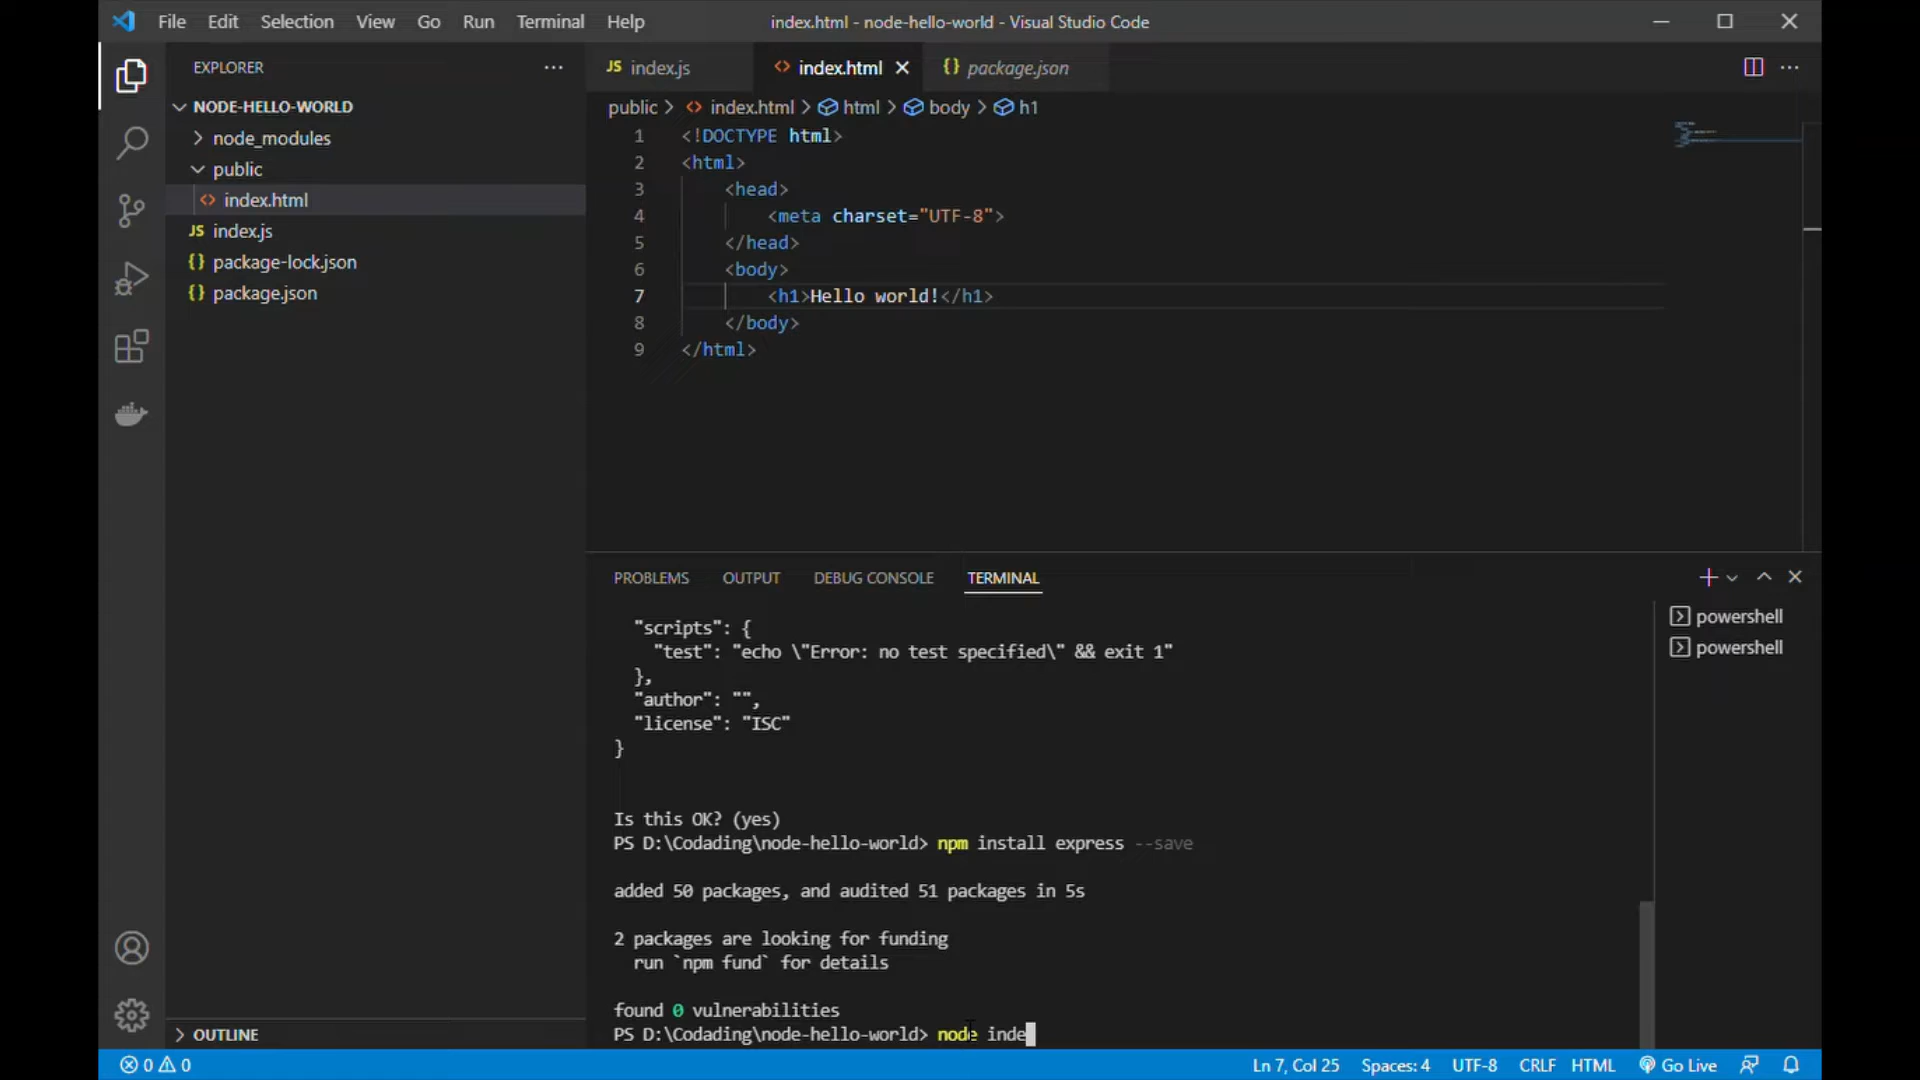 File Edit Selection View Go Run Terminal Help
index.html - node-hello-world - Visual Studio Code
EXPLORER
NODE-HELLO-WORLD
node_modules
public
<> index.html
JS index.js
{} package-lock.json
{} package.json
OUTLINE
JS index.js
<> index.html
{} package.json
public > <> index.html > html > body > h1
1 <!DOCTYPE html>
2 <html>
3 <head>
4 <meta charset="UTF-8">
5 </head>
6 <body>
7 <h1>Hello world!</h1>
8 </body>
9 </html>
PROBLEMS OUTPUT DEBUG CONSOLE TERMINAL
"scripts": {
"test": "echo \"Error: no test specified\" && exit 1"
},
"author": "",
"license": "ISC"
}
Is this OK? (yes)
PS D:\Codading\node-hello-world> npm install express --save
added 50 packages, and audited 51 packages in 5s
2 packages are looking for funding
run `npm fund` for details
found 0 vulnerabilities
PS D:\Codading\node-hello-world> node inde
powershell
powershell
0 0
Ln 7, Col 25 Spaces: 4 UTF-8 CRLF HTML Go Live